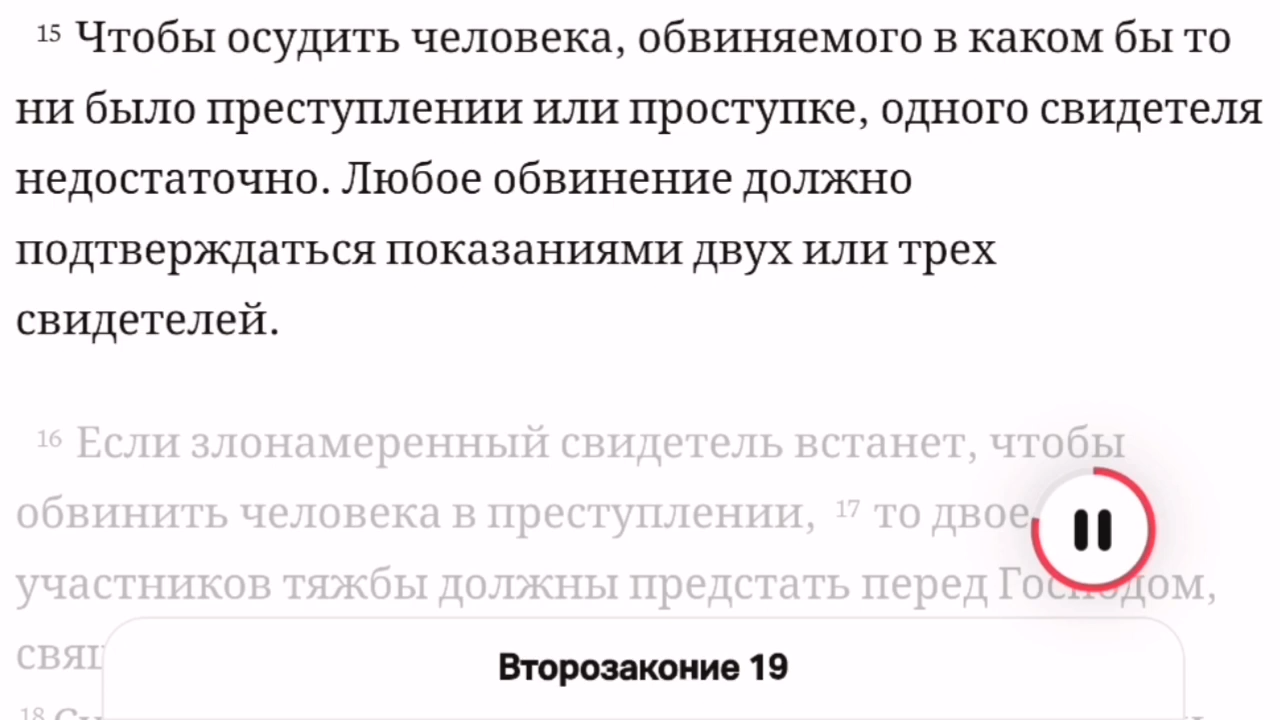 15 Чтобы осудить человека, обвиняемого в каком бы то
ни было преступлении или проступке, одного свидетеля
недостаточно. Любое обвинение должно
подтверждаться показаниями двух или трех
свидетелей.
16 Если злонамеренный свидетель встанет, чтобы
обвинить человека в преступлении, 17 то двое
участников тяжбы должны предстать перед Господом,
Второзаконие 19
18